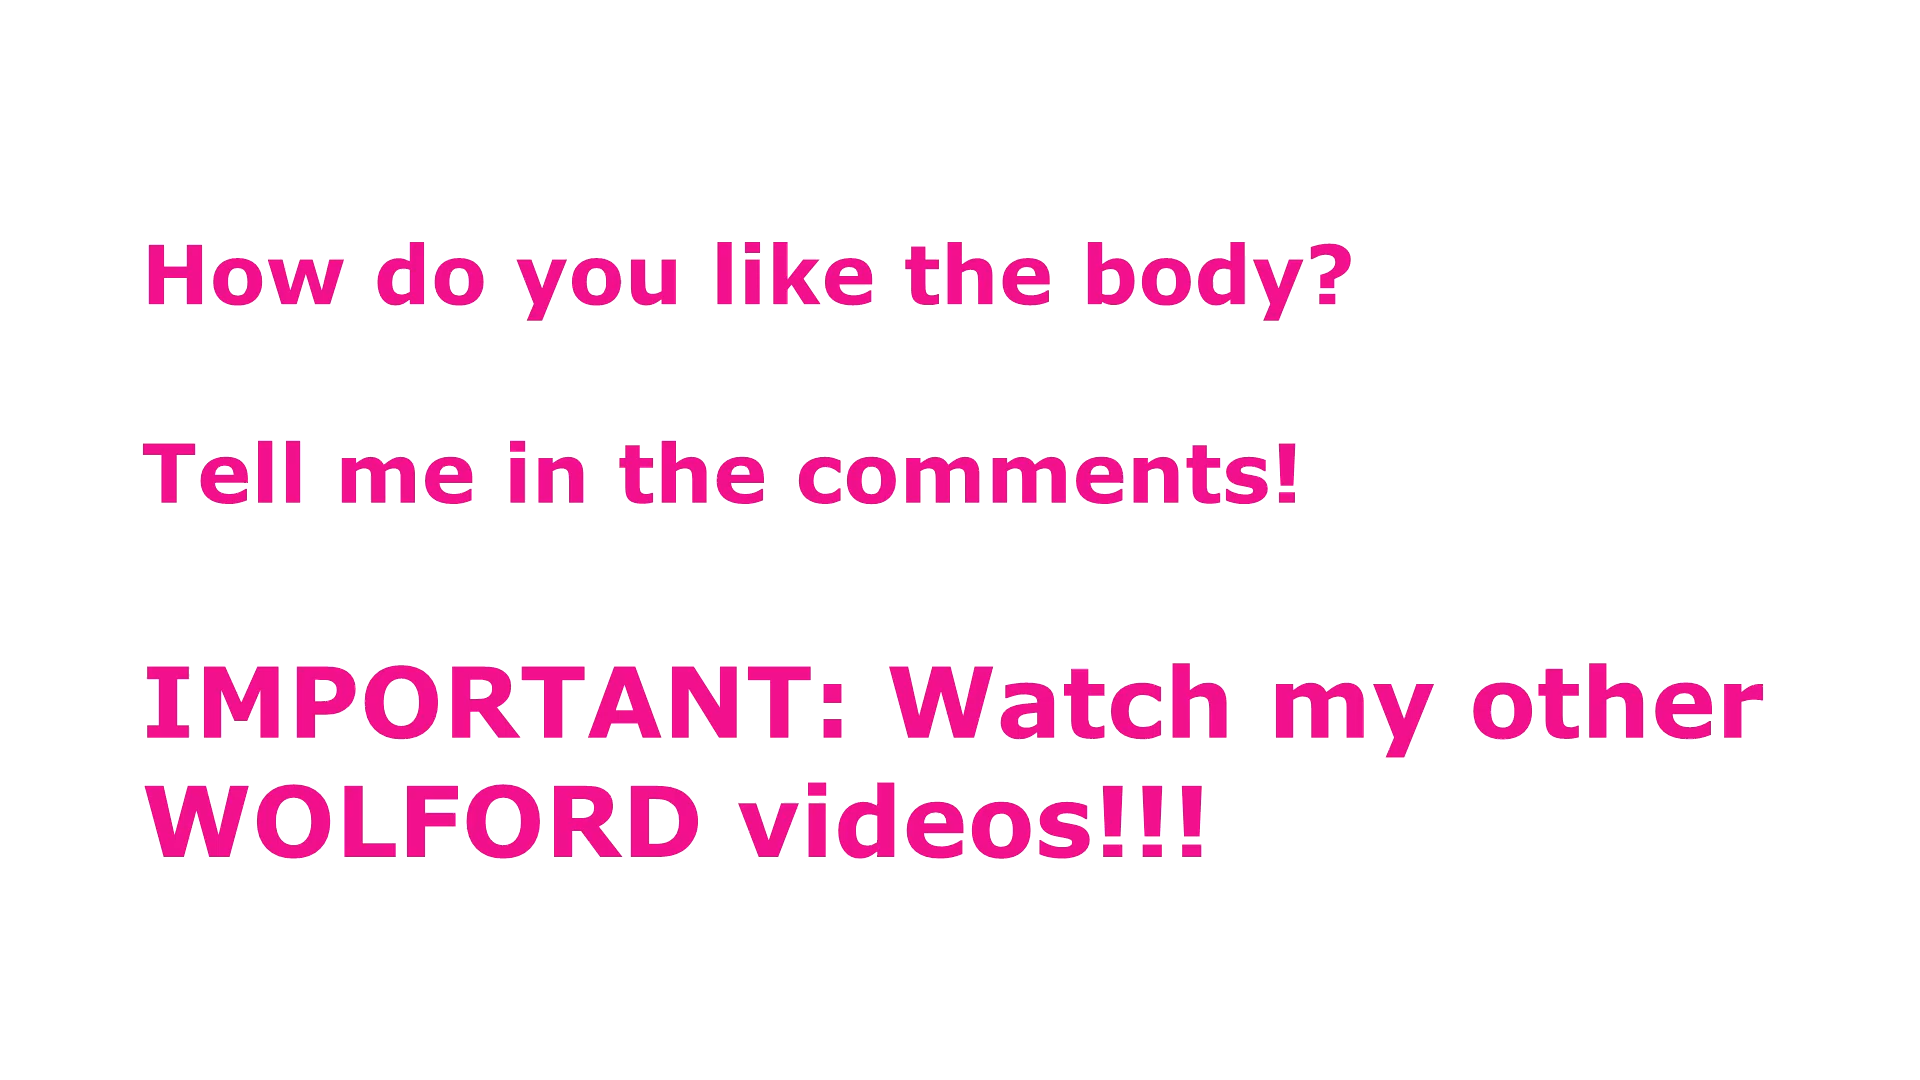 How do you like the body?
Tell me in the comments!
IMPORTANT: Watch my other
WOLFORD videos!!!